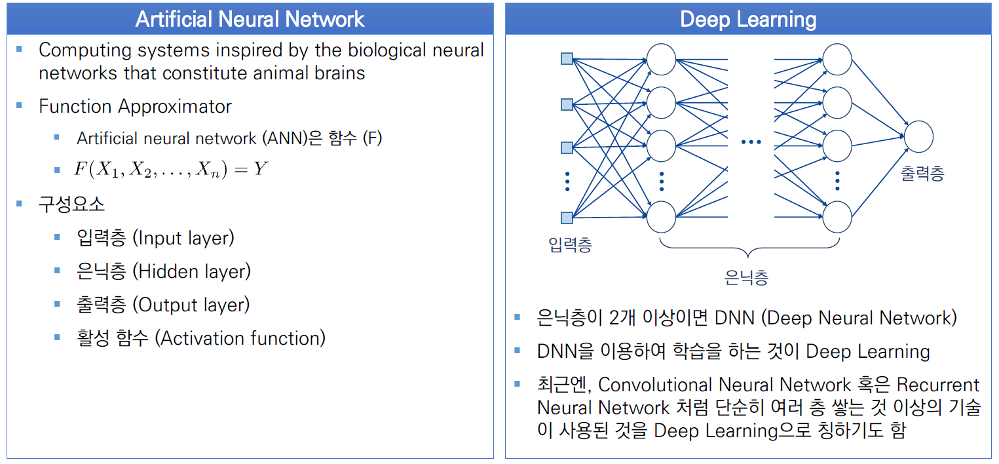 Artificial Neural Network
Computing systems inspired by the biological neural
networks that constitute animal brains
Function Approximator
Artificial neural network (ANN)은 함수 (F)
F(X₁, X₂, . . . , Xₙ) = Y
구성요소
입력층 (Input layer)
은닉층 (Hidden layer)
출력층 (Output layer)
활성 함수 (Activation function)
Deep Learning
출력층
입력층
은닉층
은닉층이 2개 이상이면 DNN (Deep Neural Network)
DNN을 이용하여 학습을 하는 것이 Deep Learning
최근엔, Convolutional Neural Network 혹은 Recurrent
Neural Network 처럼 단순히 여러 층 쌓는 것 이상의 기술
이 사용된 것을 Deep Learning으로 칭하기도 함